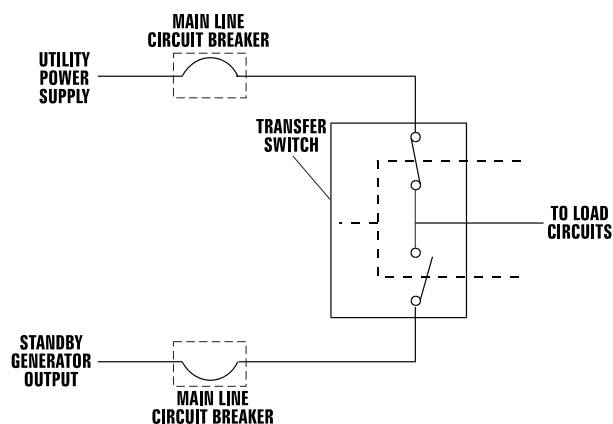 MAIN LINE
CIRCUIT BREAKER
UTILITY
POWER
SUPPLY
TRANSFER
SWITCH
TO LOAD
CIRCUITS
STANDBY
GENERATOR
OUTPUT
MAIN LINE
CIRCUIT BREAKER